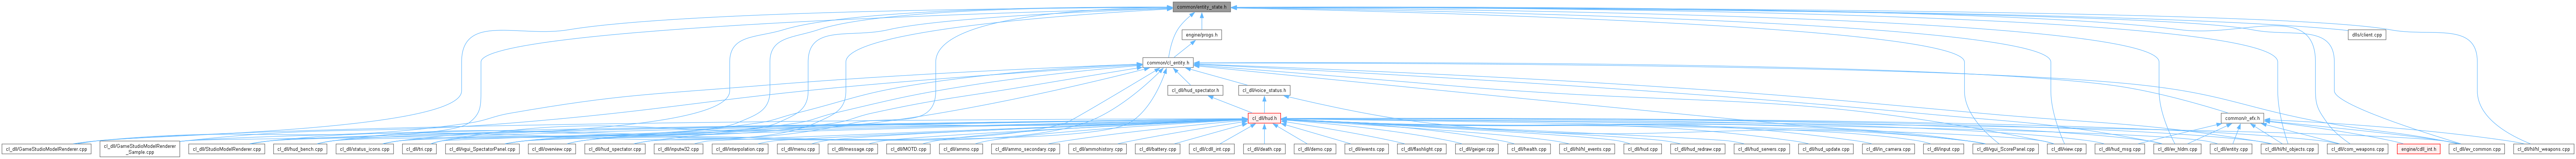 common/entity_state.h
engine/progs.h
dlls/client.cpp
common/cl_entity.h
cl_dll/hud_spectator.h
cl_dll/voice_status.h
cl_dll/hud.h
common/r_efx.h
cl_dll/GameStudioModelRenderer.cpp
cl_dll/GameStudioModelRenderer
_Sample.cpp
cl_dll/StudioModelRenderer.cpp
cl_dll/hud_bench.cpp
cl_dll/status_icons.cpp
cl_dll/tri.cpp
cl_dll/vgui_SpectatorPanel.cpp
cl_dll/overview.cpp
cl_dll/hud_spectator.cpp
cl_dll/inputw32.cpp
cl_dll/interpolation.cpp
cl_dll/menu.cpp
cl_dll/message.cpp
cl_dll/MOTD.cpp
cl_dll/ammo.cpp
cl_dll/ammo_secondary.cpp
cl_dll/ammohistory.cpp
cl_dll/battery.cpp
cl_dll/cdll_int.cpp
cl_dll/death.cpp
cl_dll/demo.cpp
cl_dll/events.cpp
cl_dll/flashlight.cpp
cl_dll/geiger.cpp
cl_dll/health.cpp
cl_dll/hl/hl_events.cpp
cl_dll/hud.cpp
cl_dll/hud_redraw.cpp
cl_dll/hud_servers.cpp
cl_dll/hud_update.cpp
cl_dll/in_camera.cpp
cl_dll/input.cpp
cl_dll/vgui_ScorePanel.cpp
cl_dll/view.cpp
cl_dll/hud_msg.cpp
cl_dll/ev_hldm.cpp
cl_dll/entity.cpp
cl_dll/hl/hl_objects.cpp
cl_dll/com_weapons.cpp
engine/cdll_int.h
cl_dll/ev_common.cpp
cl_dll/hl/hl_weapons.cpp